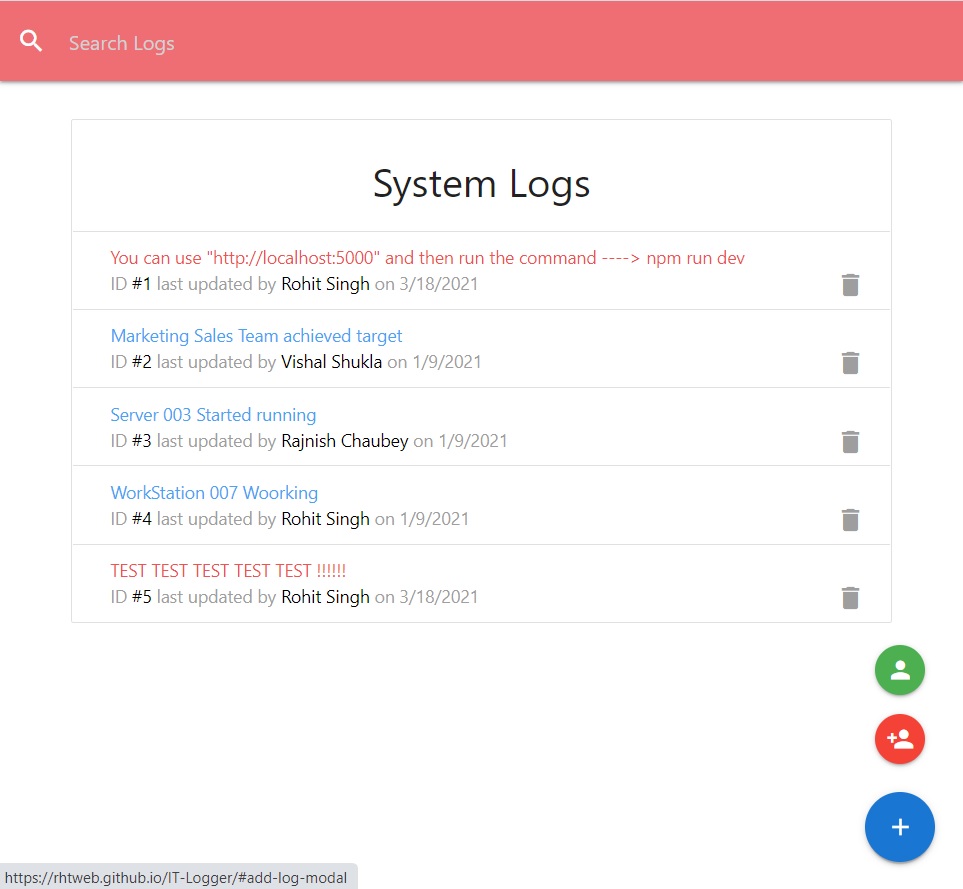 Search Logs
System Logs
You can use "http://localhost:5000" and then run the command ----> npm run dev
ID #1 last updated by Rohit Singh on 3/18/2021
Marketing Sales Team achieved target
ID #2 last updated by Vishal Shukla on 1/9/2021
Server 003 Started running
ID #3 last updated by Rajnish Chaubey on 1/9/2021
WorkStation 007 Woorking
ID #4 last updated by Rohit Singh on 1/9/2021
TEST TEST TEST TEST TEST !!!!!!
ID #5 last updated by Rohit Singh on 3/18/2021
https://rhtweb.github.io/IT-Logger/#add-log-modal